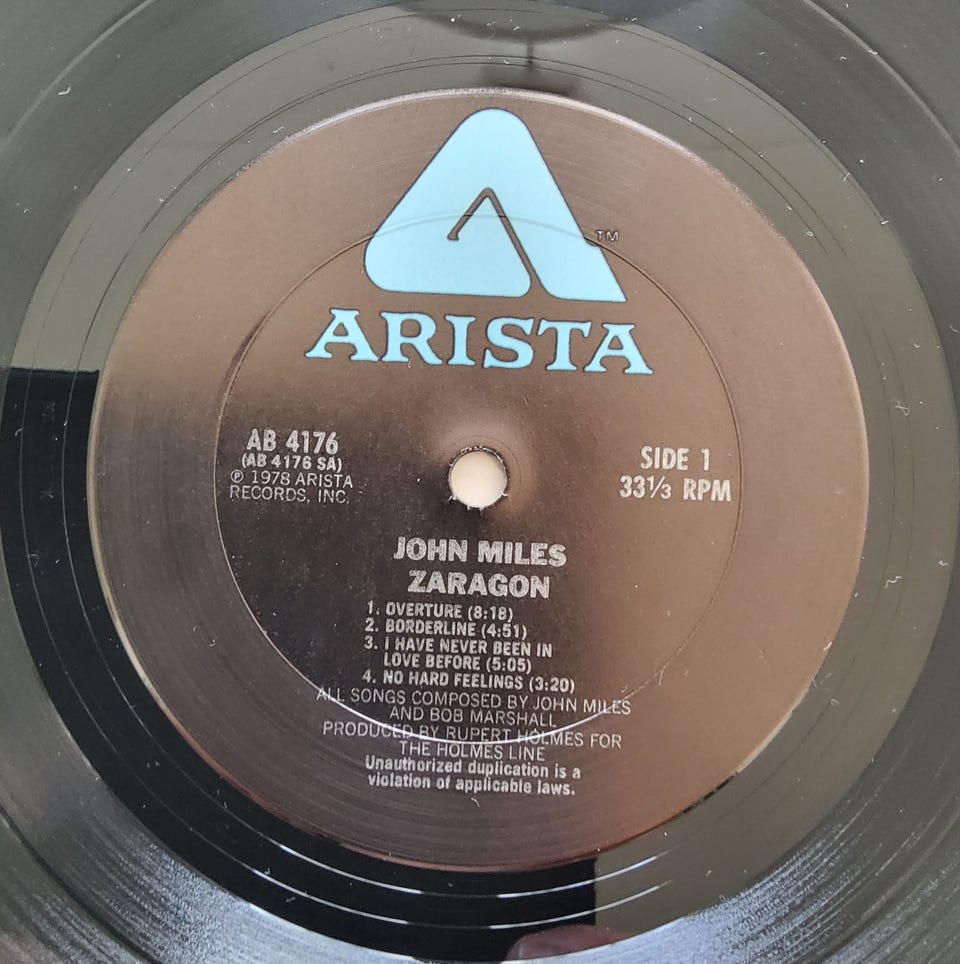 TM
ARISTA
AB 4176
(AB 4176 SA)
℗ 1978 ARISTA
RECORDS, INC.
SIDE 1
33⅓ RPM
JOHN MILES
ZARAGON
1. OVERTURE (8:18)
2. BORDERLINE (4:51)
3. I HAVE NEVER BEEN IN
LOVE BEFORE (5:05)
4. NO HARD FEELINGS (3:20)
ALL SONGS COMPOSED BY JOHN MILES
AND BOB MARSHALL
PRODUCED BY RUPERT HOLMES FOR
THE HOLMES LINE
Unauthorized duplication is a
violation of applicable laws.